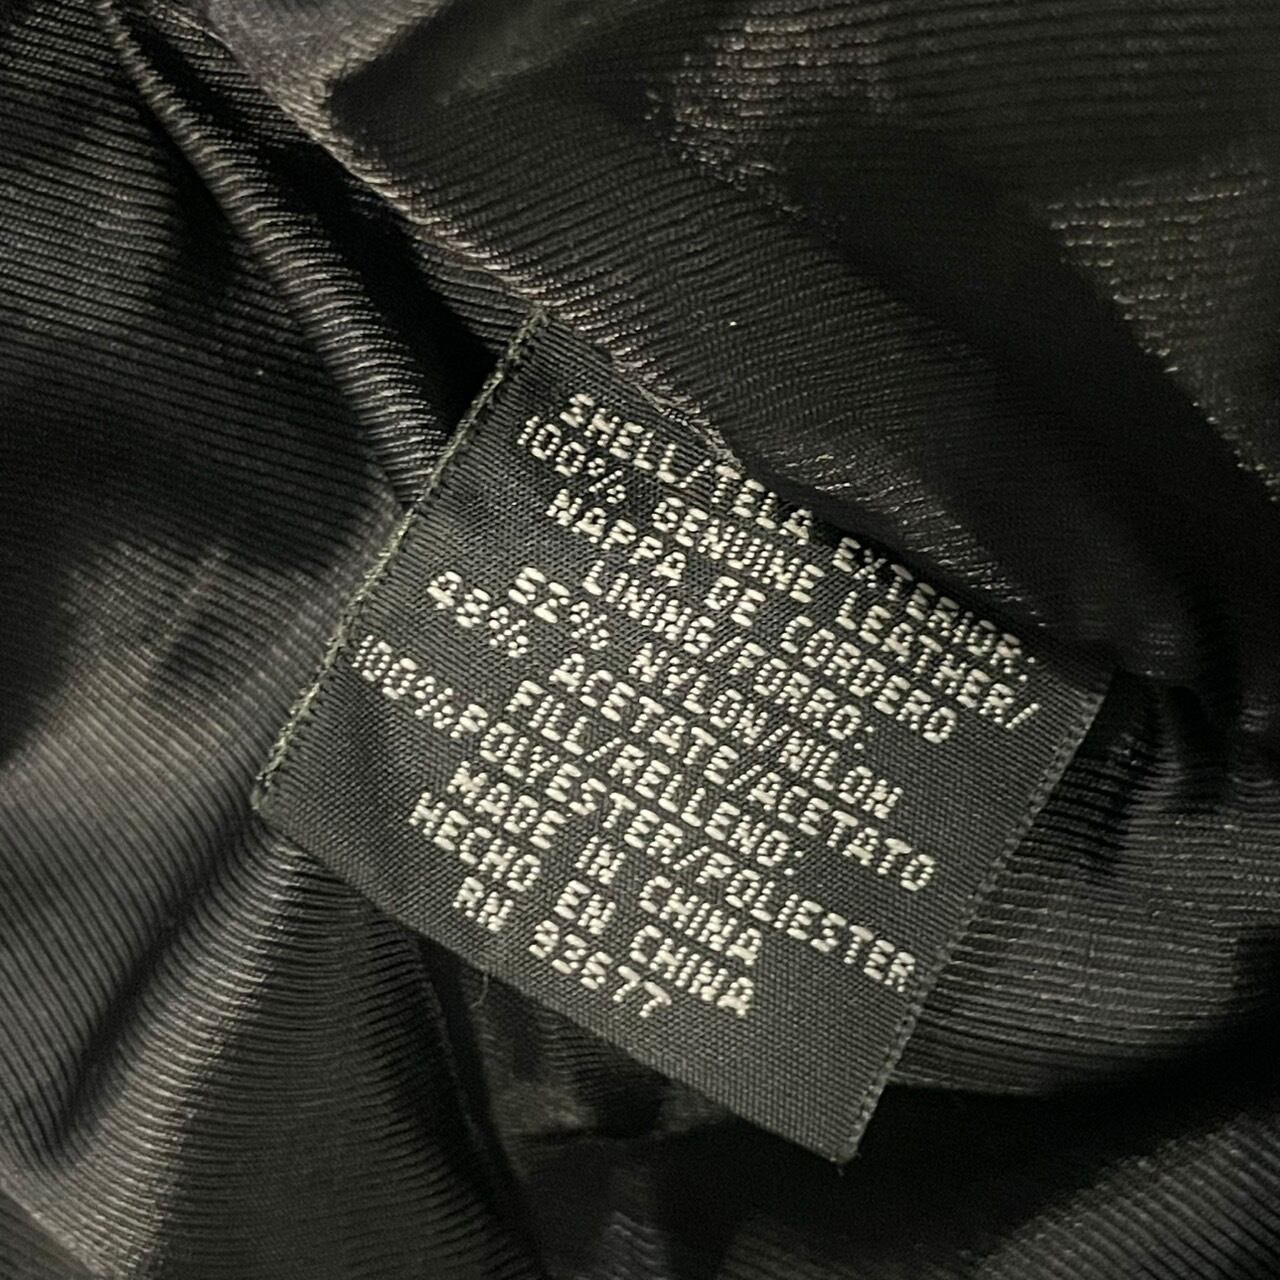 SHELL/TELA EXTERIOR:
100% GENUINE LEATHER/
NAPPA DE CORDERO
LINING/FORRO:
52% NYLON/NILON
48% ACETATE/ACETATO
FILL/RELLENO:
100%POLYESTER/POLIESTER
MADE IN CHINA
HECHO EN CHINA
RN 93677